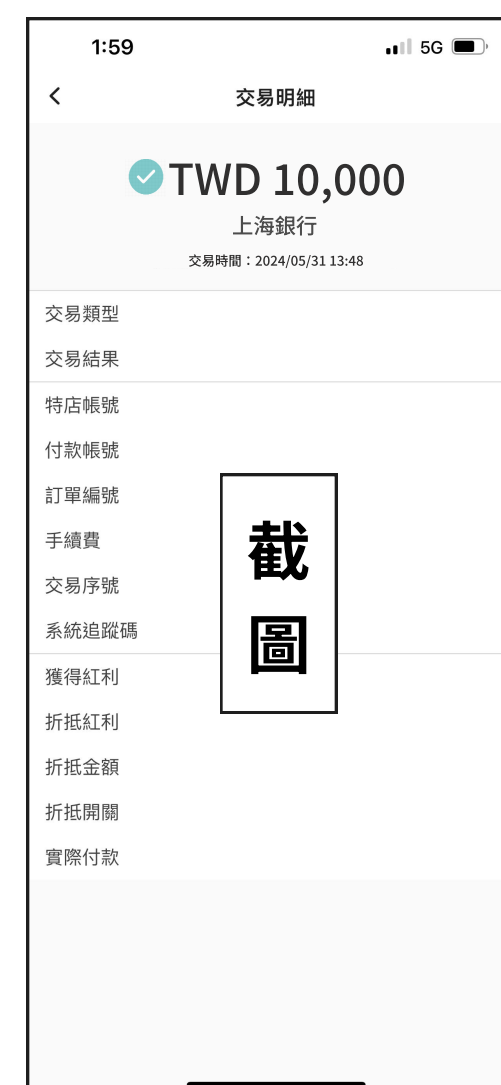 1:59
5G
交易明細
TWD 10,000
上海銀行
交易時間：2024/05/31 13:48
交易類型
交易結果
特店帳號
付款帳號
訂單編號
手續費
交易序號
系統追蹤碼
獲得紅利
折抵紅利
折抵金額
折抵開關
實際付款
截
圖